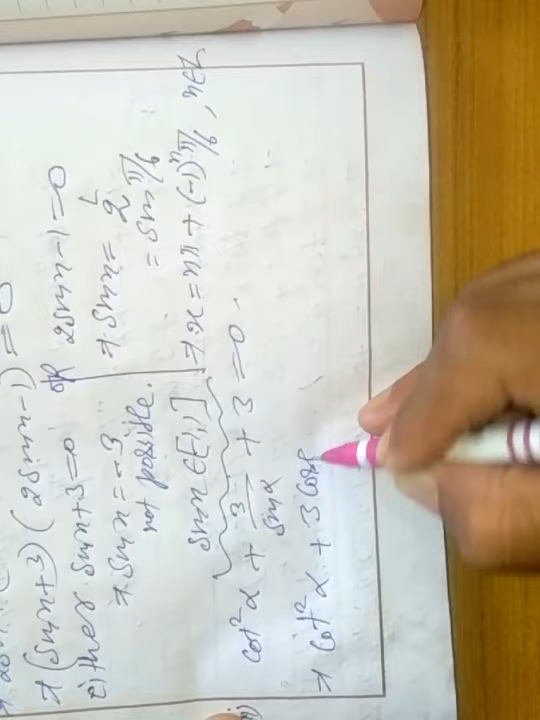 ⇒ (sinx+3)(2sinx-1)=0
either sinx+3=0 or 2sinx-1=0
⇒ sinx=-3 ⇒ sinx=1/2
not possible. = sin π/6
sinx∈[-1,1] ⇒ x=nπ+(-1)ⁿπ/6, n∈Z
cot²α + 3/sinα + 3 = 0.
⇒ cot²α + 3 cosec